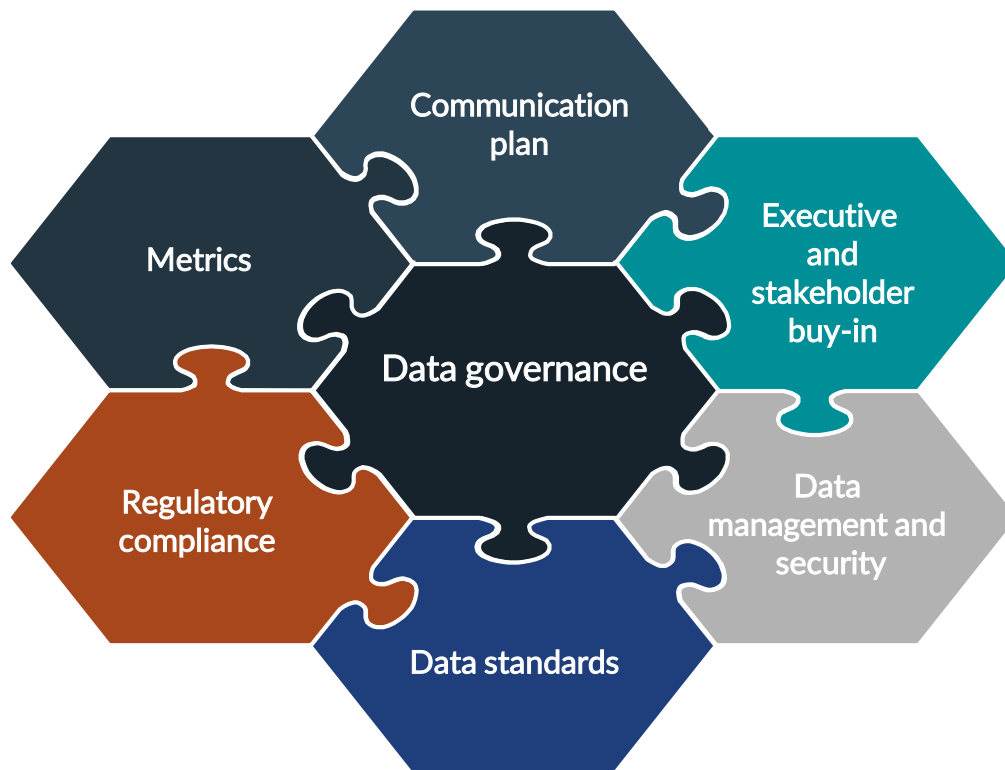 Communication
plan
Executive
and
stakeholder
buy-in
Metrics
Data governance
Regulatory
compliance
Data
management and
security
Data standards